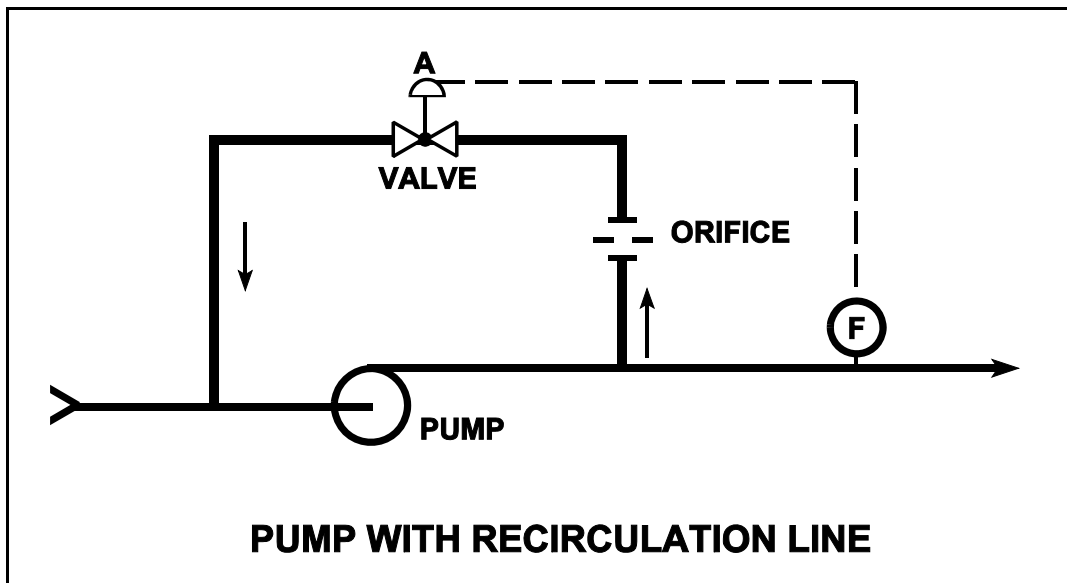 A
VALVE
ORIFICE
F
PUMP
PUMP WITH RECIRCULATION LINE